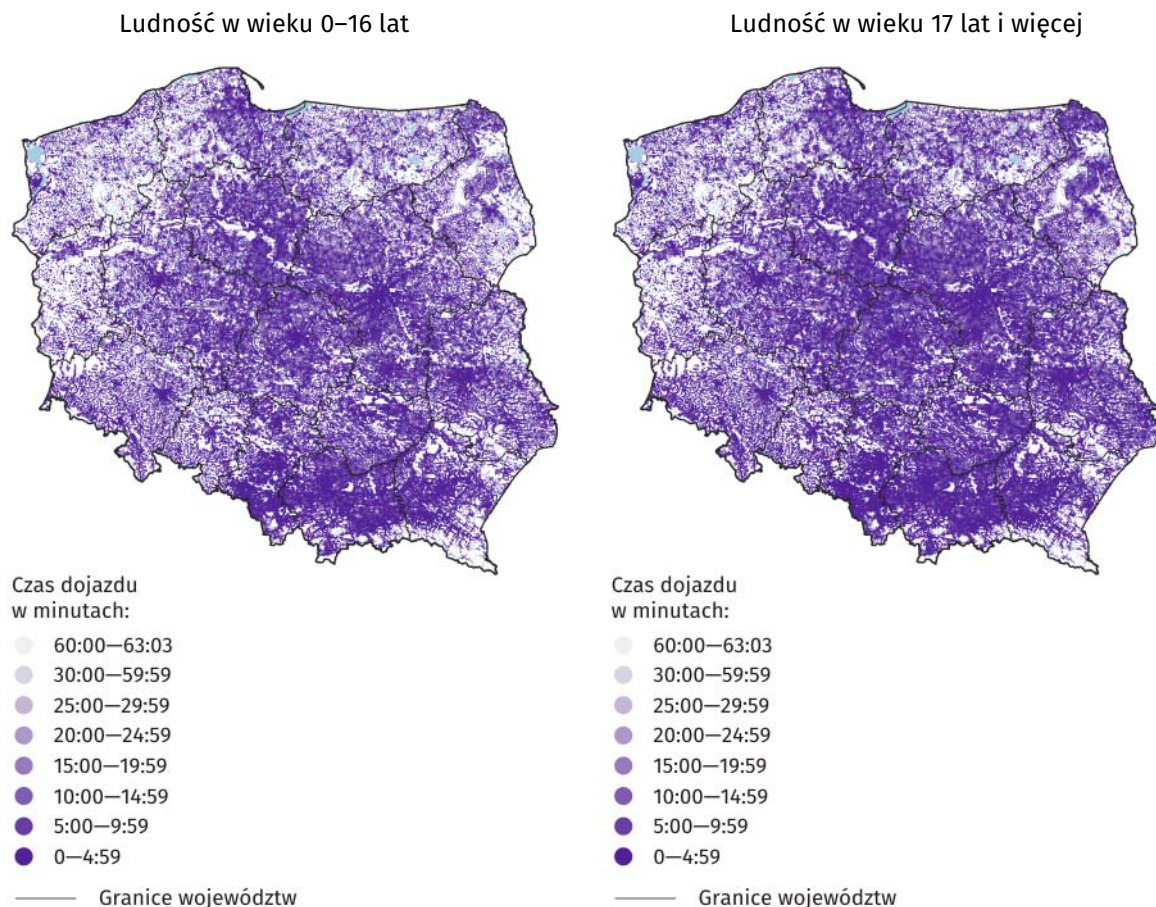 Ludność w wieku 0–16 lat
Czas dojazdu
w minutach:
60:00—63:03
30:00—59:59
25:00—29:59
20:00—24:59
15:00—19:59
10:00—14:59
5:00—9:59
0—4:59
Granice województw
Ludność w wieku 17 lat i więcej
Czas dojazdu
w minutach:
60:00—63:03
30:00—59:59
25:00—29:59
20:00—24:59
15:00—19:59
10:00—14:59
5:00—9:59
0—4:59
Granice województw